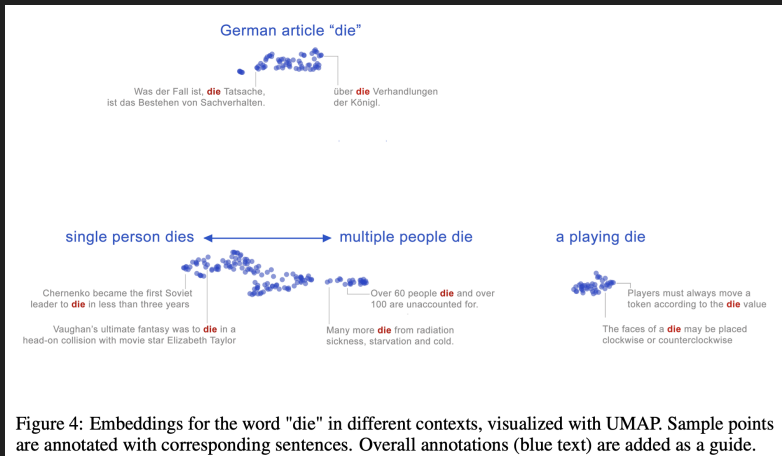 German article “die”
Was der Fall ist, die Tatsache,
ist das Bestehen von Sachverhalten.
über die Verhandlungen
der Königl.
single person dies
multiple people die
a playing die
Chernenko became the first Soviet
leader to die in less than three years
Over 60 people die and over
100 are unaccounted for.
Players must always move a
token according to the die value
Vaughan's ultimate fantasy was to die in a
head-on collision with movie star Elizabeth Taylor
Many more die from radiation
sickness, starvation and cold.
The faces of a die may be placed
clockwise or counterclockwise
Figure 4: Embeddings for the word "die" in different contexts, visualized with UMAP. Sample points
are annotated with corresponding sentences. Overall annotations (blue text) are added as a guide.